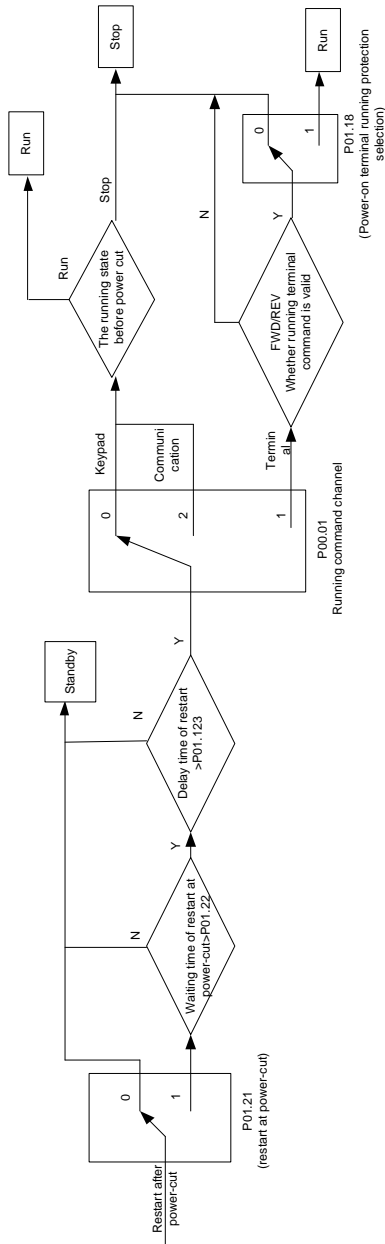 Restart after
power-cut
0
1
P01.21
(restart at power-cut)
Waiting time of restart at
power-cut>P01.22
N
Y
Delay time of restart
>P01.123
N
Y
Standby
0
2
1
P00.01
Running command channel
Keypad
Communi
cation
Termin
al
The running state
before power cut
Run
Stop
Run
Stop
FWD/REV
Whether running terminal
command is valid
N
Y
0
1
P01.18
(Power-on terminal running protection
selection)
Run